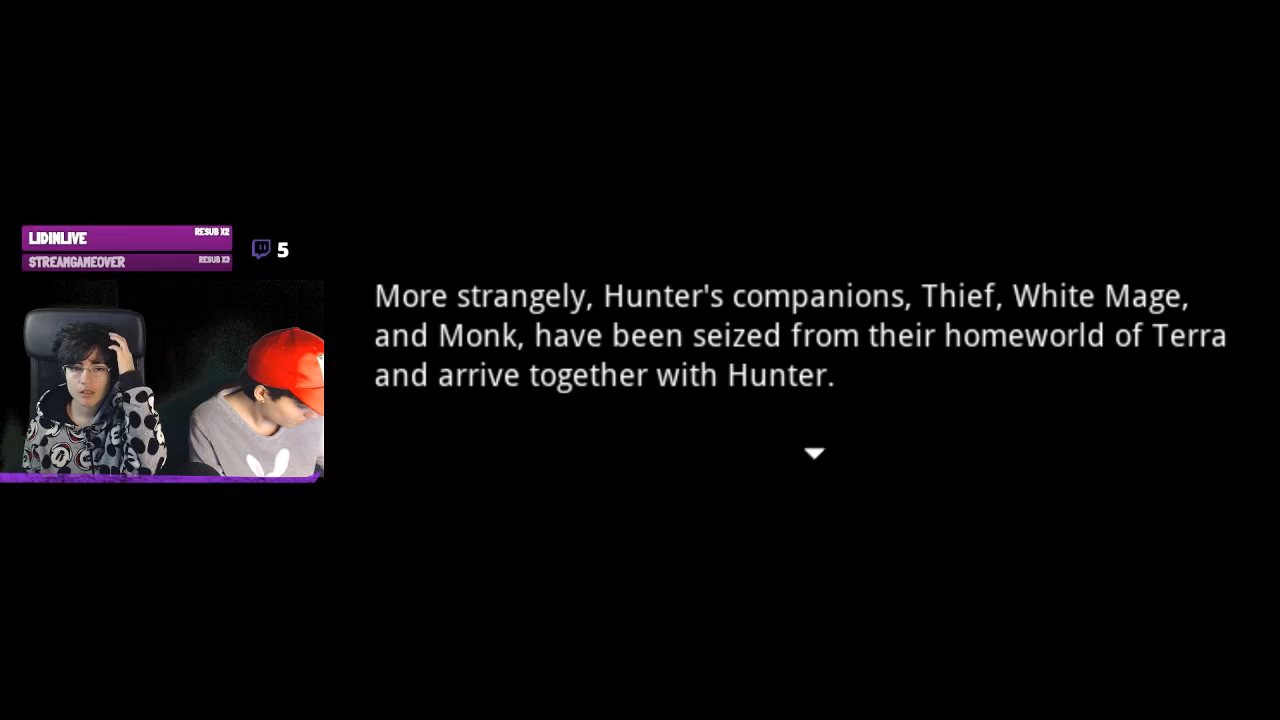 LIDINLIVE
RESUB X2
5
STREAMGAMEOVER
RESUB X9
More strangely, Hunter's companions, Thief, White Mage,
and Monk, have been seized from their homeworld of Terra
and arrive together with Hunter.